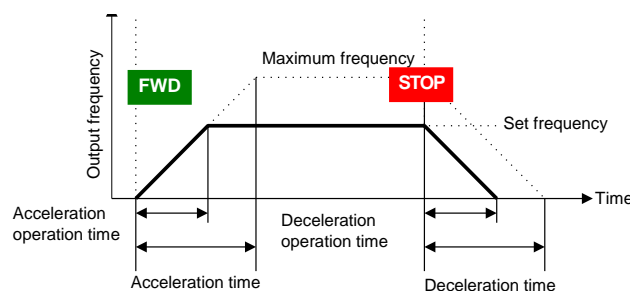 Maximum frequency
FWD
STOP
Output frequency
Set frequency
Time
Acceleration
operation time
Deceleration
operation time
Acceleration time
Deceleration time